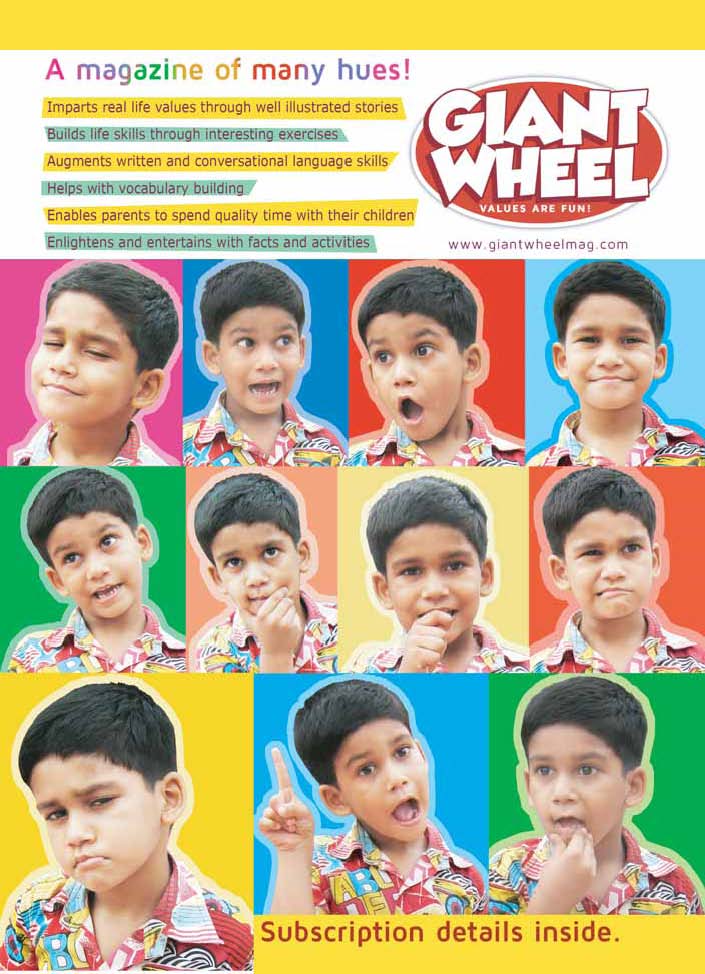 A magazine of many hues!
Imparts real life values through well illustrated stories
Builds life skills through interesting exercises
Augments written and conversational language skills
Helps with vocabulary building
Enables parents to spend quality time with their children
Enlightens and entertains with facts and activities
GIANT
WHEEL
VALUES ARE FUN!
www.giantwheelmag.com
Subscription details inside.